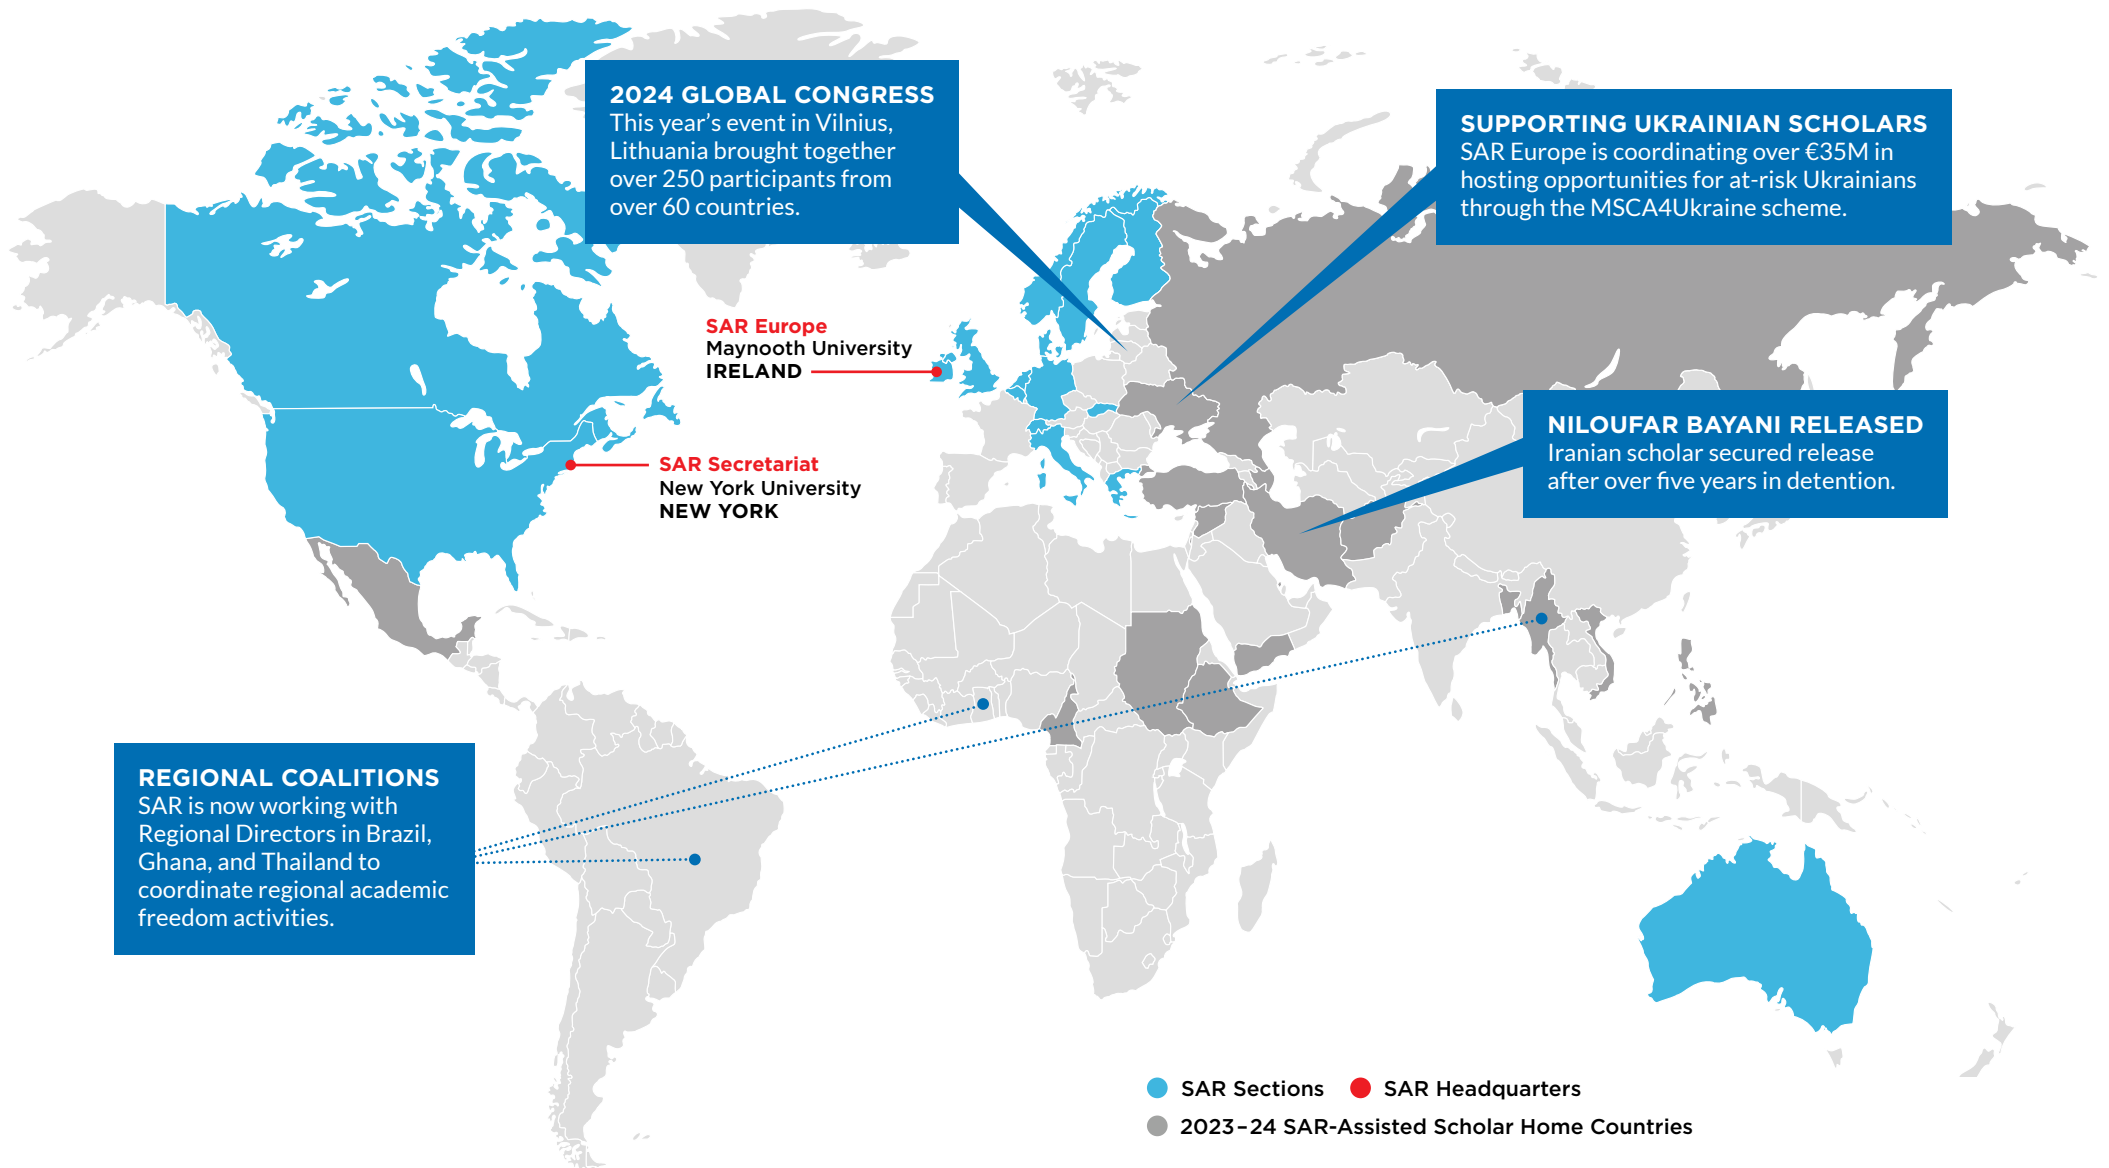 2024 GLOBAL CONGRESS
This year’s event in Vilnius,
Lithuania brought together
over 250 participants from
over 60 countries.
SUPPORTING UKRAINIAN SCHOLARS
SAR Europe is coordinating over €35M in
hosting opportunities for at-risk Ukrainians
through the MSCA4Ukraine scheme.
SAR Europe
Maynooth University
IRELAND
NILOUFAR BAYANI RELEASED
Iranian scholar secured release
after over five years in detention.
SAR Secretariat
New York University
NEW YORK
REGIONAL COALITIONS
SAR is now working with
Regional Directors in Brazil,
Ghana, and Thailand to
coordinate regional academic
freedom activities.
SAR Sections
SAR Headquarters
2023–24 SAR-Assisted Scholar Home Countries